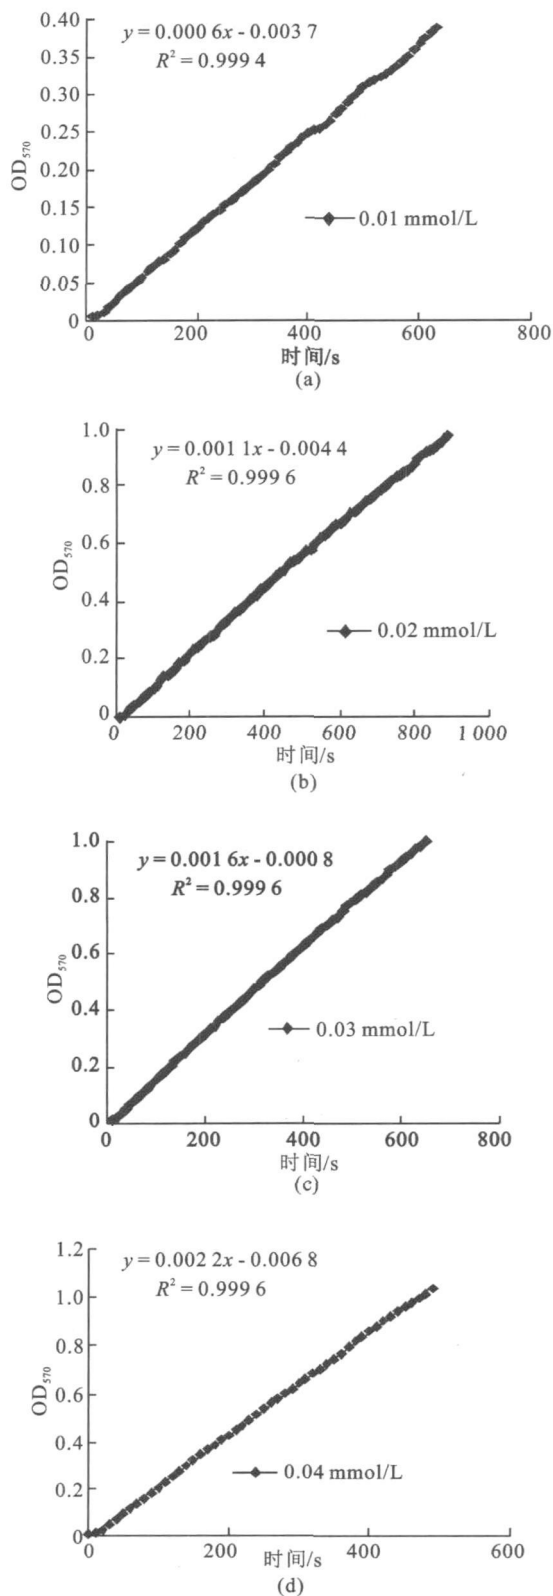 y = 0.000 6x - 0.003 7
R² = 0.999 4
0.40
0.35
0.30
0.25
0.20
0.15
0.10
0.05
0
OD₅₇₀
0.01 mmol/L
0 200 400 600 800
时间/s
(a)
y = 0.001 1x - 0.004 4
R² = 0.999 6
1.0
0.8
0.6
0.4
0.2
0
OD₅₇₀
0.02 mmol/L
0 200 400 600 800 1 000
时间/s
(b)
y = 0.001 6x - 0.000 8
R² = 0.999 6
1.0
0.8
0.6
0.4
0.2
0
OD₅₇₀
0.03 mmol/L
0 200 400 600 800
时间/s
(c)
y = 0.002 2x - 0.006 8
R² = 0.999 6
1.2
1.0
0.8
0.6
0.4
0.2
0
OD₅₇₀
0.04 mmol/L
0 200 400 600
时间/s
(d)